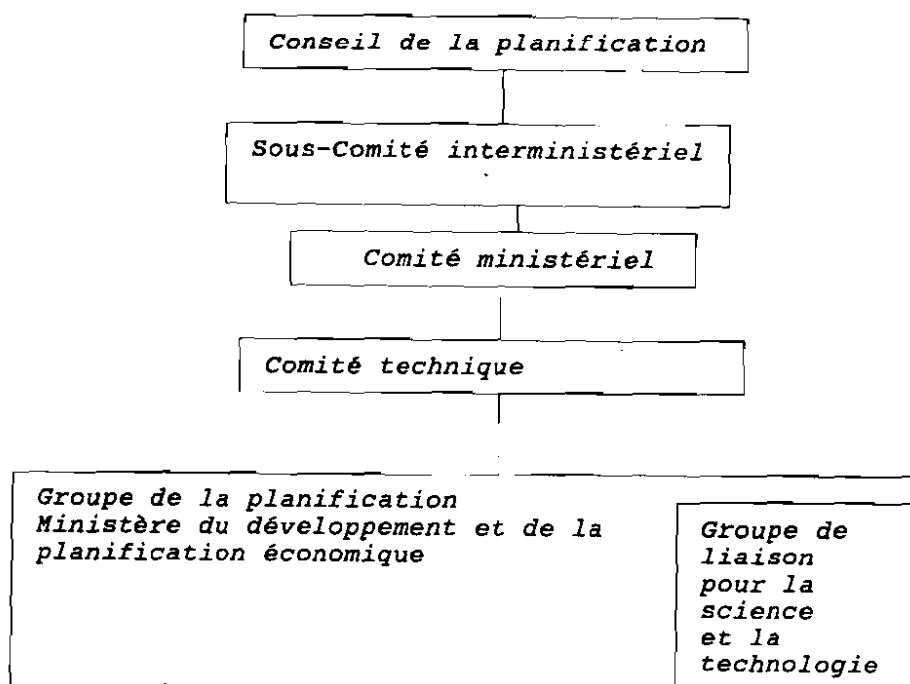 Conseil de la planification
Sous-Comité interministériel
Comité ministériel
Comité technique
Groupe de la planification
Ministère du développement et de la
planification économique
Groupe de
liaison
pour la
science
et la
technologie